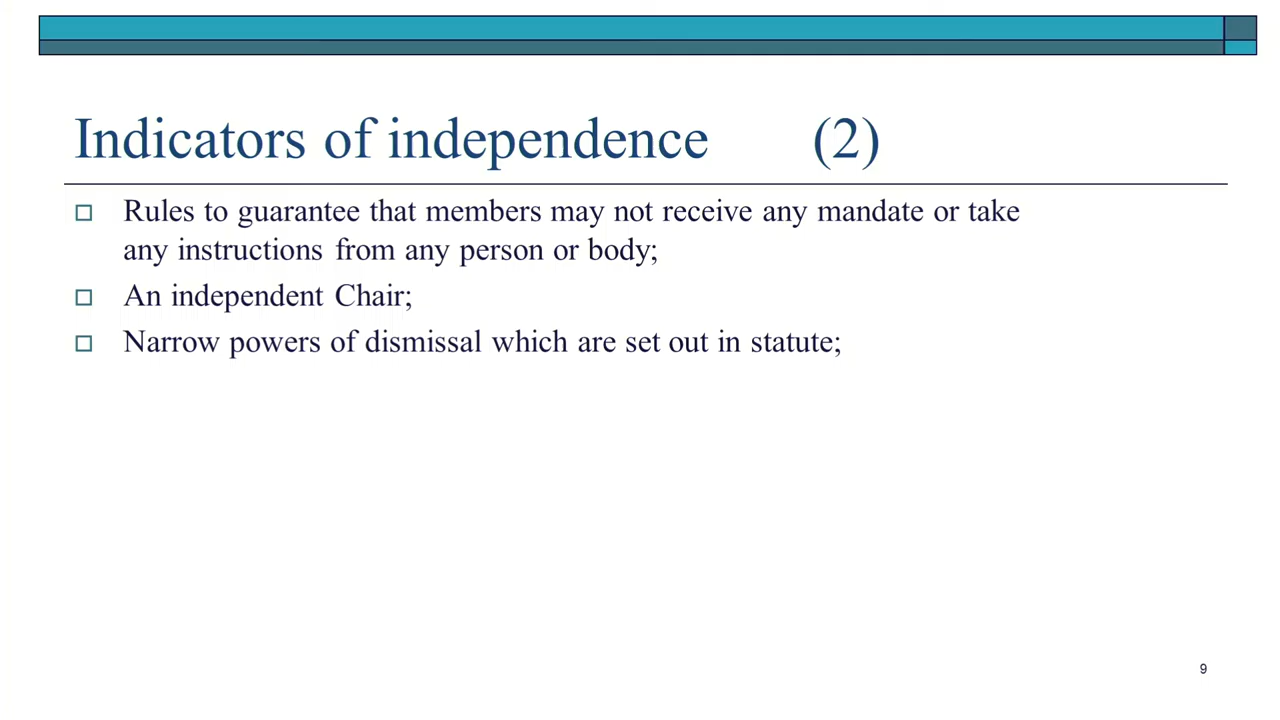 Indicators of independence (2)
Rules to guarantee that members may not receive any mandate or take
any instructions from any person or body;
An independent Chair;
Narrow powers of dismissal which are set out in statute;
9